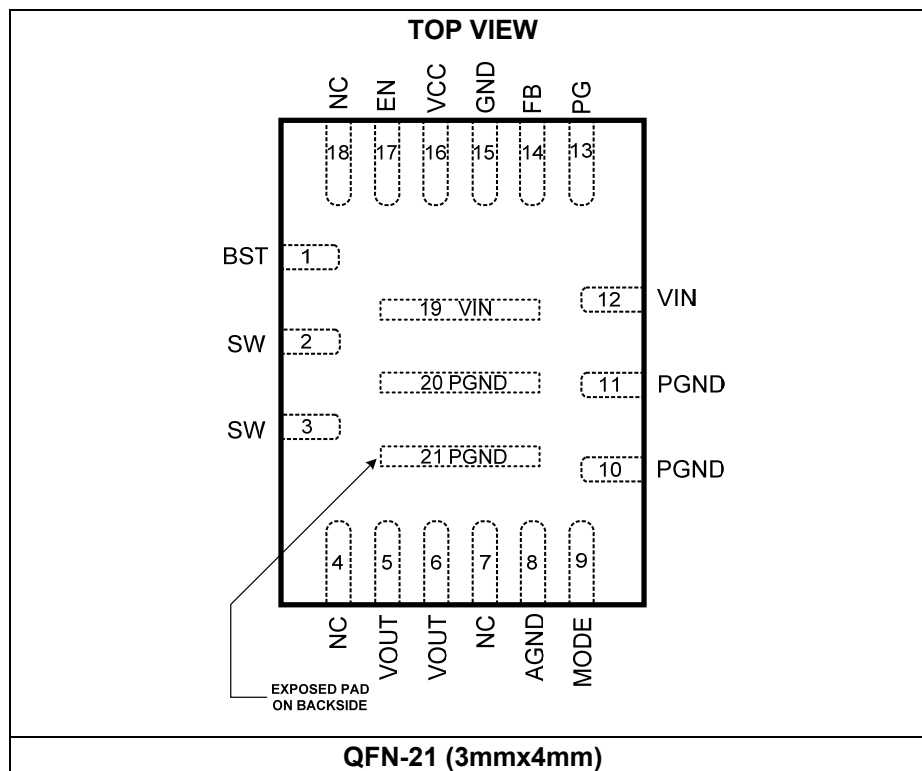 TOP VIEW
NC EN VCC GND FB PG
18 17 16 15 14 13
BST 1
19 VIN
12 VIN
SW 2
20 PGND
11 PGND
SW 3
21 PGND
10 PGND
4 5 6 7 8 9
NC VOUT VOUT NC AGND MODE
EXPOSED PAD
ON BACKSIDE
QFN-21 (3mmx4mm)